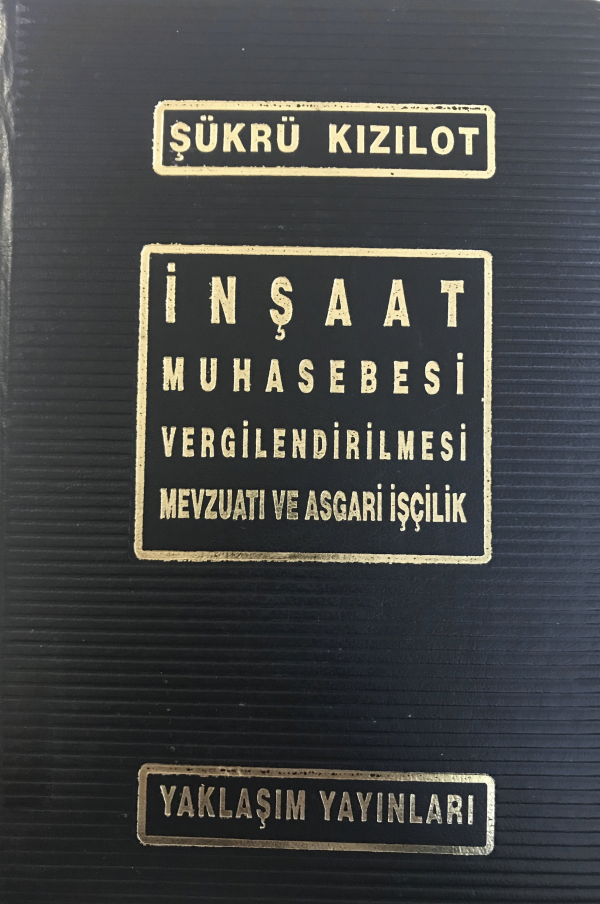 ŞÜKRÜ KIZILOT
İNŞAAT
MUHASEBESİ
VERGİLENDİRİLMESİ
MEVZUATI VE ASGARİ İŞÇİLİK
YAKLAŞIM YAYINLARI